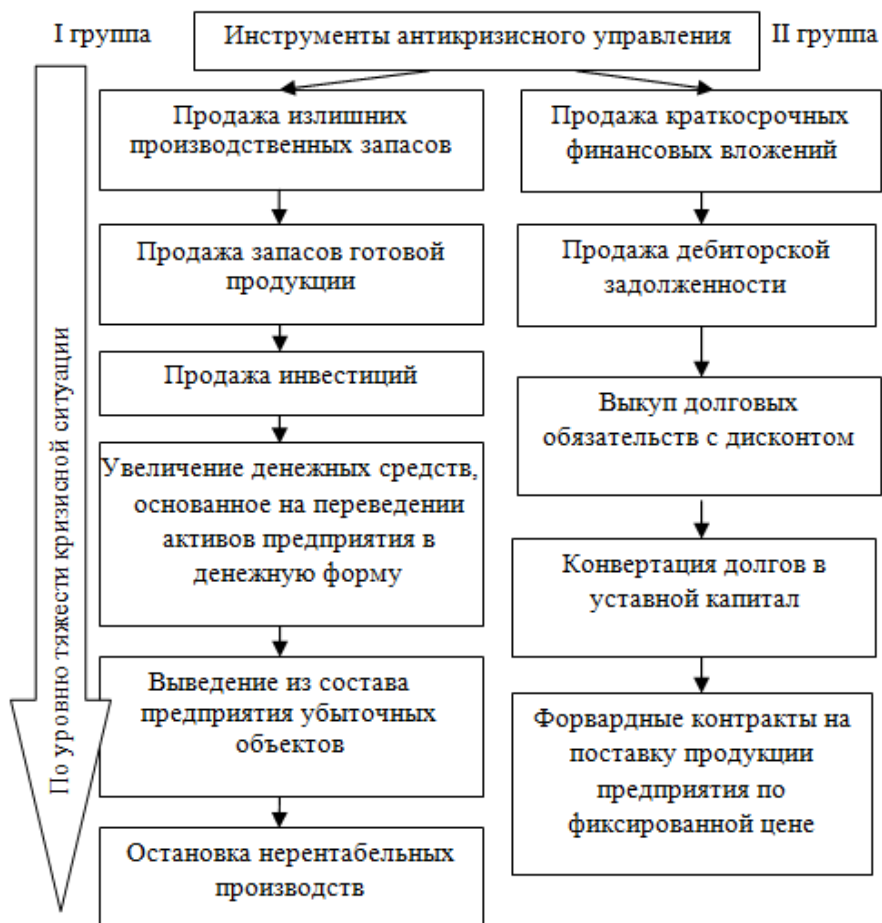 I группа
Инструменты антикризисного управления
II группа
По уровню тяжести кризисной ситуации
Продажа излишних
производственных запасов
Продажа запасов готовой
продукции
Продажа инвестиций
Увеличение денежных средств,
основанное на переведении
активов предприятия в
денежную форму
Выведение из состава
предприятия убыточных
объектов
Остановка нерентабельных
производств
Продажа краткосрочных
финансовых вложений
Продажа дебиторской
задолженности
Выкуп долговых
обязательств с дисконтом
Конвертация долгов в
уставной капитал
Форвардные контракты на
поставку продукции
предприятия по
фиксированной цене